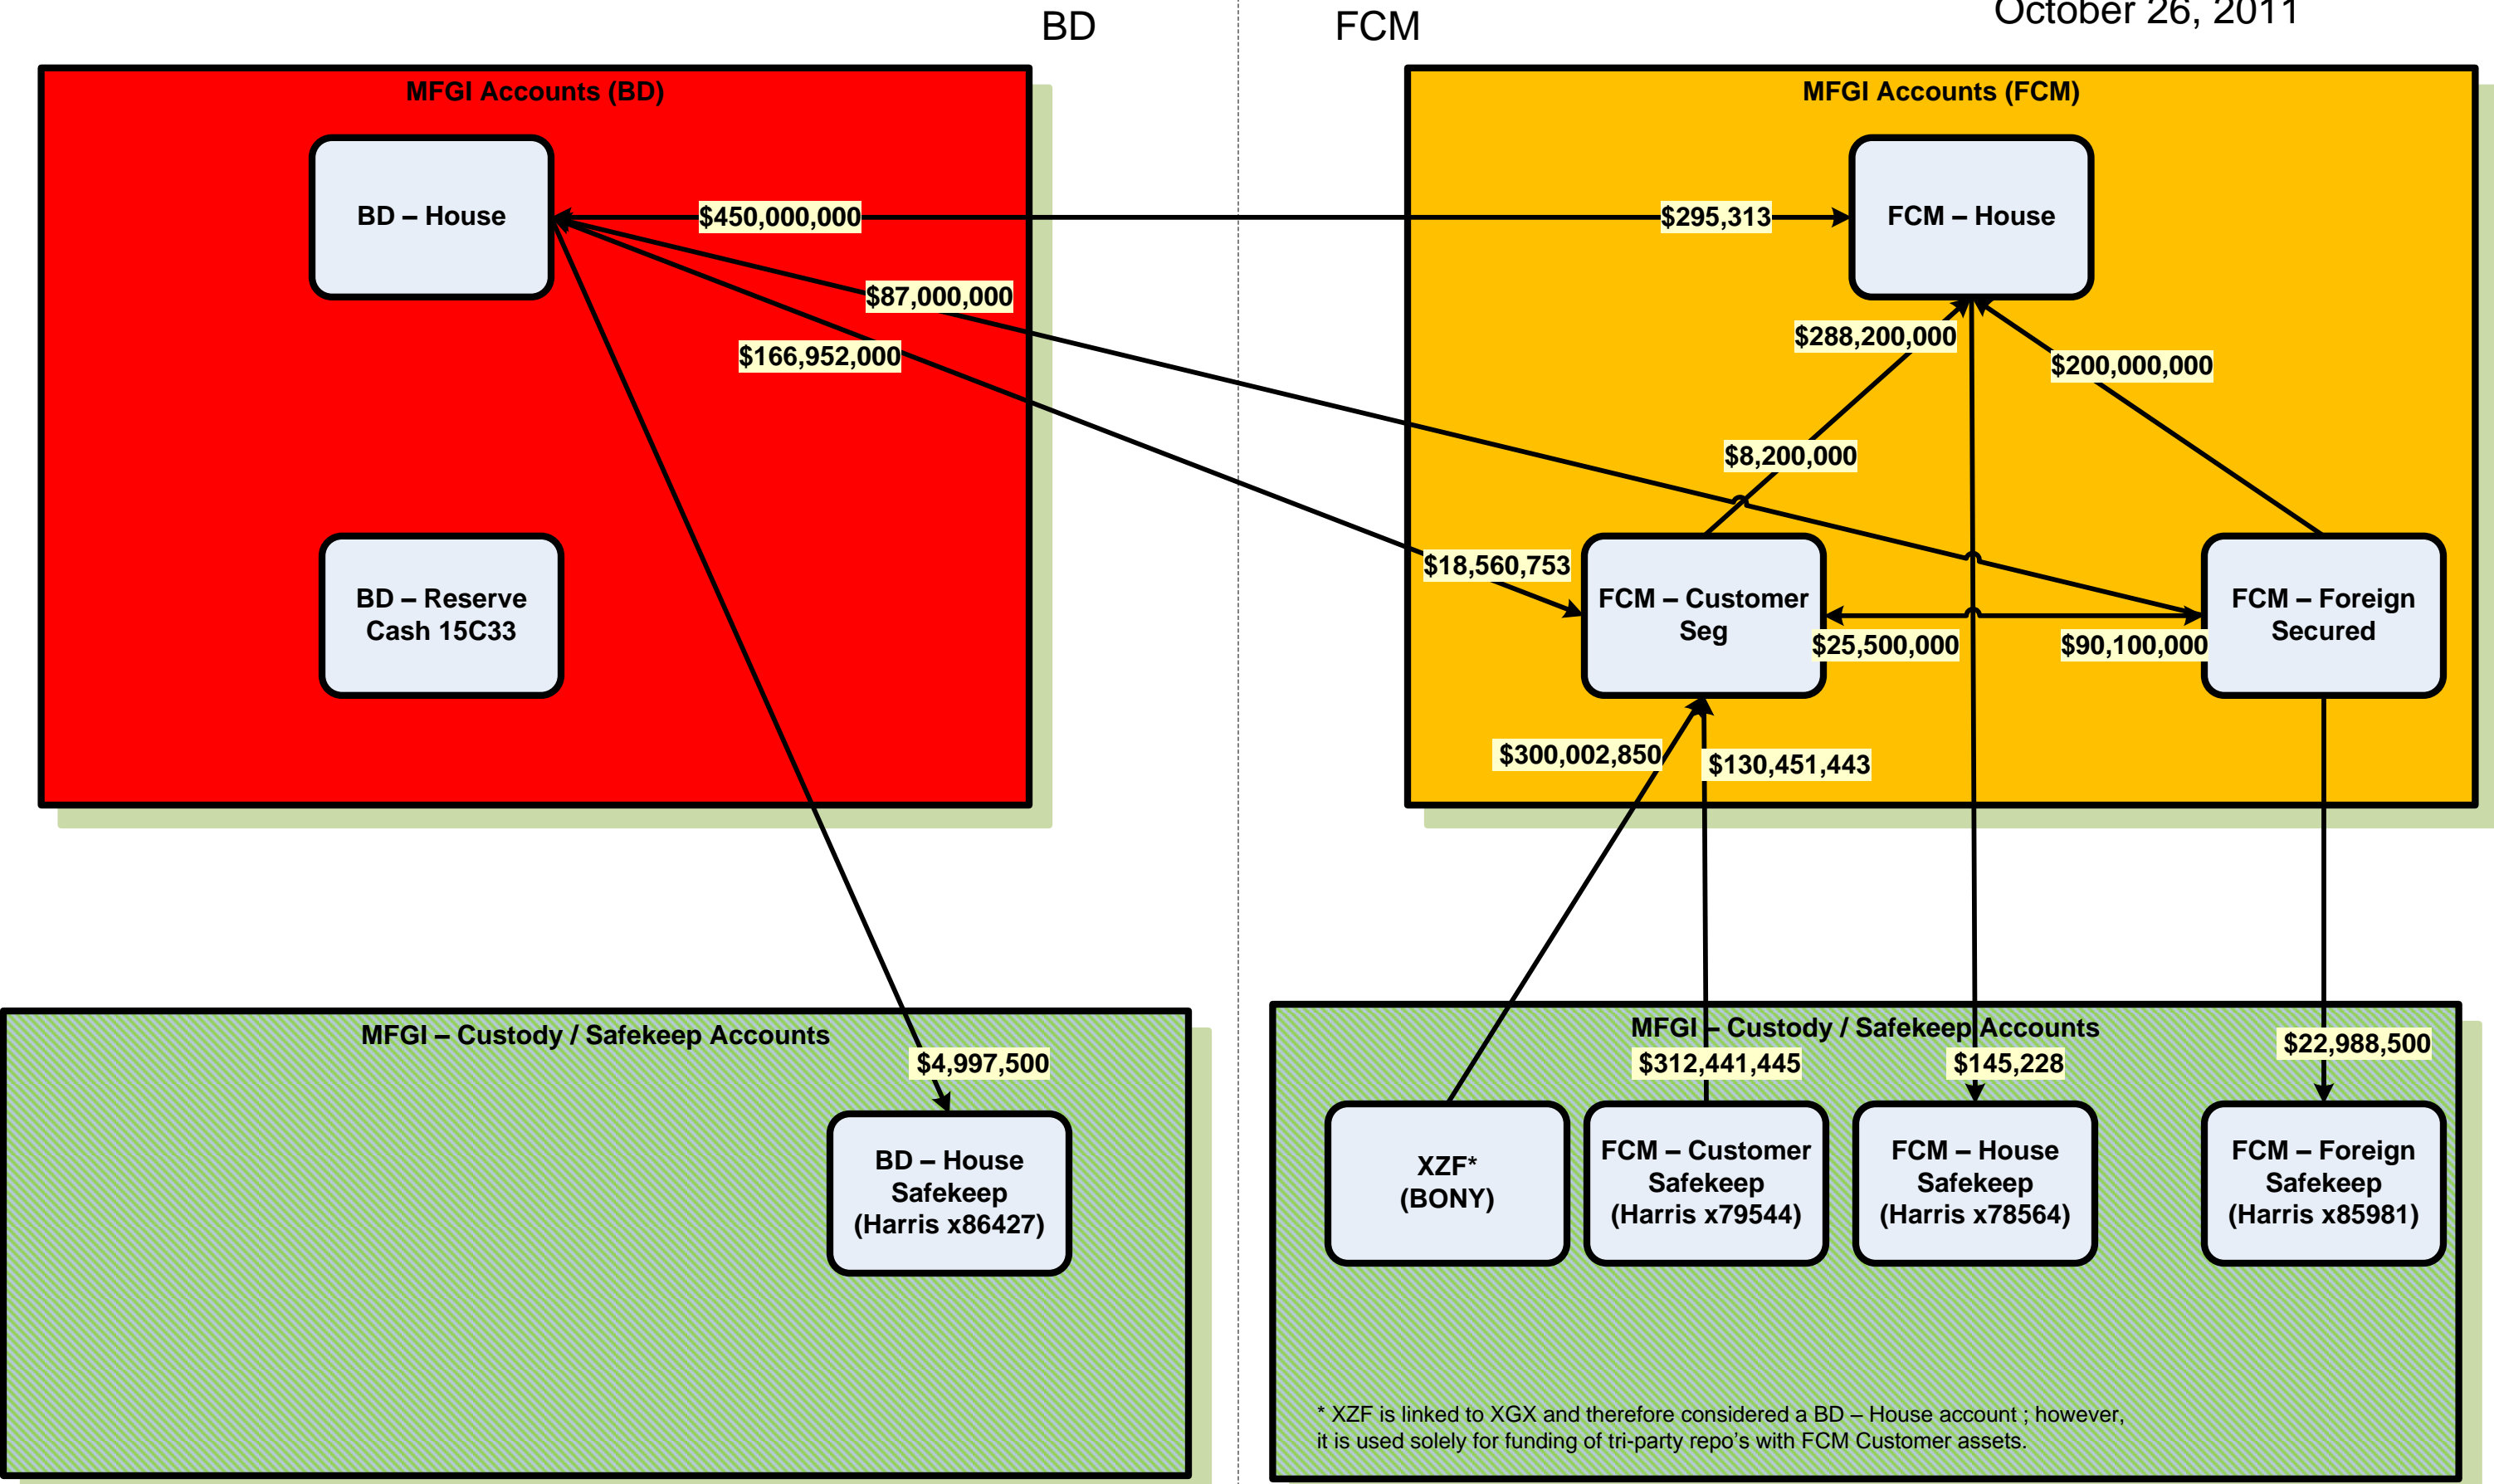 BD
FCM
October 26, 2011
MFGI Accounts (BD)
MFGI Accounts (FCM)
BD – House
$450,000,000
$295,313
FCM – House
$87,000,000
$166,952,000
$288,200,000
$200,000,000
$8,200,000
$18,560,753
BD – Reserve
Cash 15C33
FCM – Customer
Seg
$25,500,000
$90,100,000
FCM – Foreign
Secured
$300,002,850
$130,451,443
MFGI – Custody / Safekeep Accounts
$4,997,500
BD – House
Safekeep
(Harris x86427)
MFGI – Custody / Safekeep Accounts
$312,441,445
$145,228
$22,988,500
XZF*
(BONY)
FCM – Customer
Safekeep
(Harris x79544)
FCM – House
Safekeep
(Harris x78564)
FCM – Foreign
Safekeep
(Harris x85981)
* XZF is linked to XGX and therefore considered a BD – House account ; however,
it is used solely for funding of tri-party repo’s with FCM Customer assets.